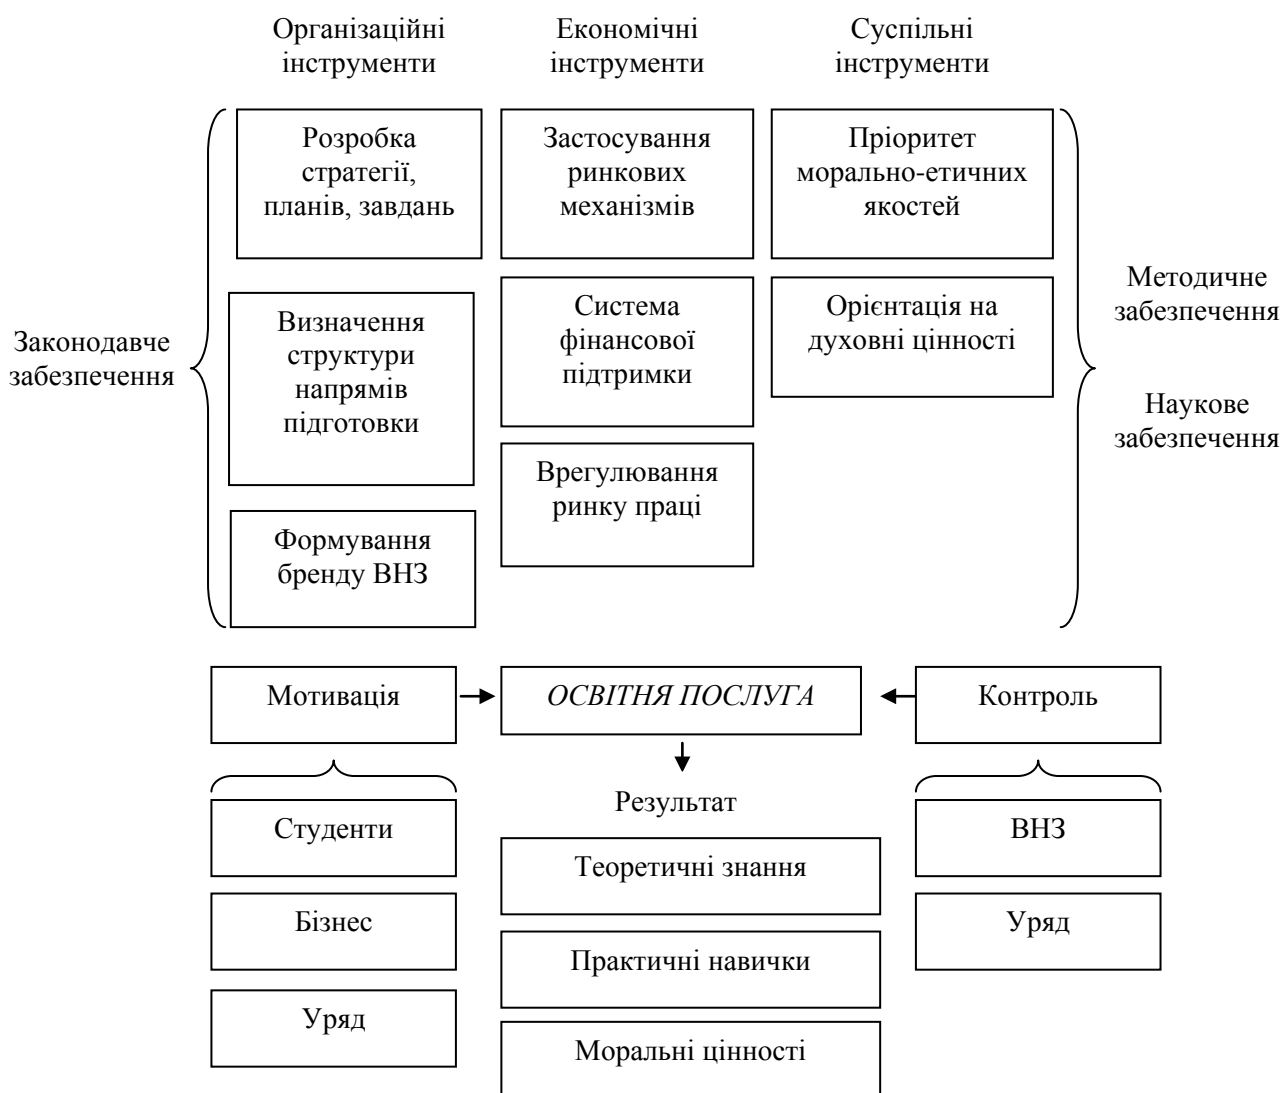 Організаційні
інструменти
Економічні
інструменти
Суспільні
інструменти
Розробка
стратегії,
планів, завдань
Застосування
ринкових
механізмів
Пріоритет
морально-етичних
якостей
Законодавче
забезпечення
Визначення
структури
напрямів
підготовки
Система
фінансової
підтримки
Орієнтація на
духовні цінності
Методичне
забезпечення
Наукове
забезпечення
Формування
бренду ВНЗ
Врегулювання
ринку праці
Мотивація
ОСВІТНЯ ПОСЛУГА
Контроль
Студенти
Бізнес
Уряд
Результат
Теоретичні знання
Практичні навички
Моральні цінності
ВНЗ
Уряд